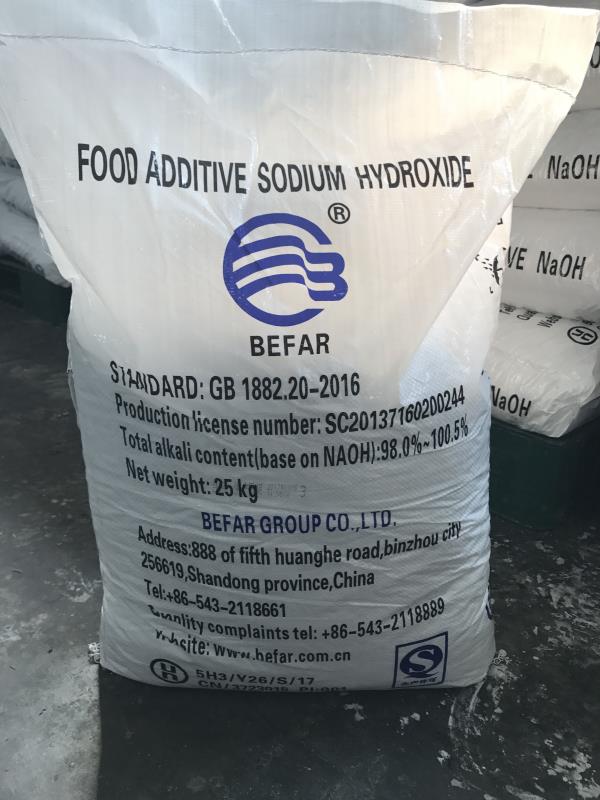 FOOD ADDITIVE SODIUM HYDROXIDE
®
BEFAR
STANDARD: GB 1882.20-2016
Production license number: SC20137160200244
Total alkali content(base on NAOH):98.0%~100.5%
Net weight: 25 kg
BEFAR GROUP CO.,LTD.
Address:888 of fifth huanghe road,binzhou city
256619,Shandong province,China
Tel:+86-543-2118661
Quality complaints tel: +86-543-2118889
Website: www.befar.com.cn
5H3/Y26/S/17
NaOH
VE NaOH
NaOH